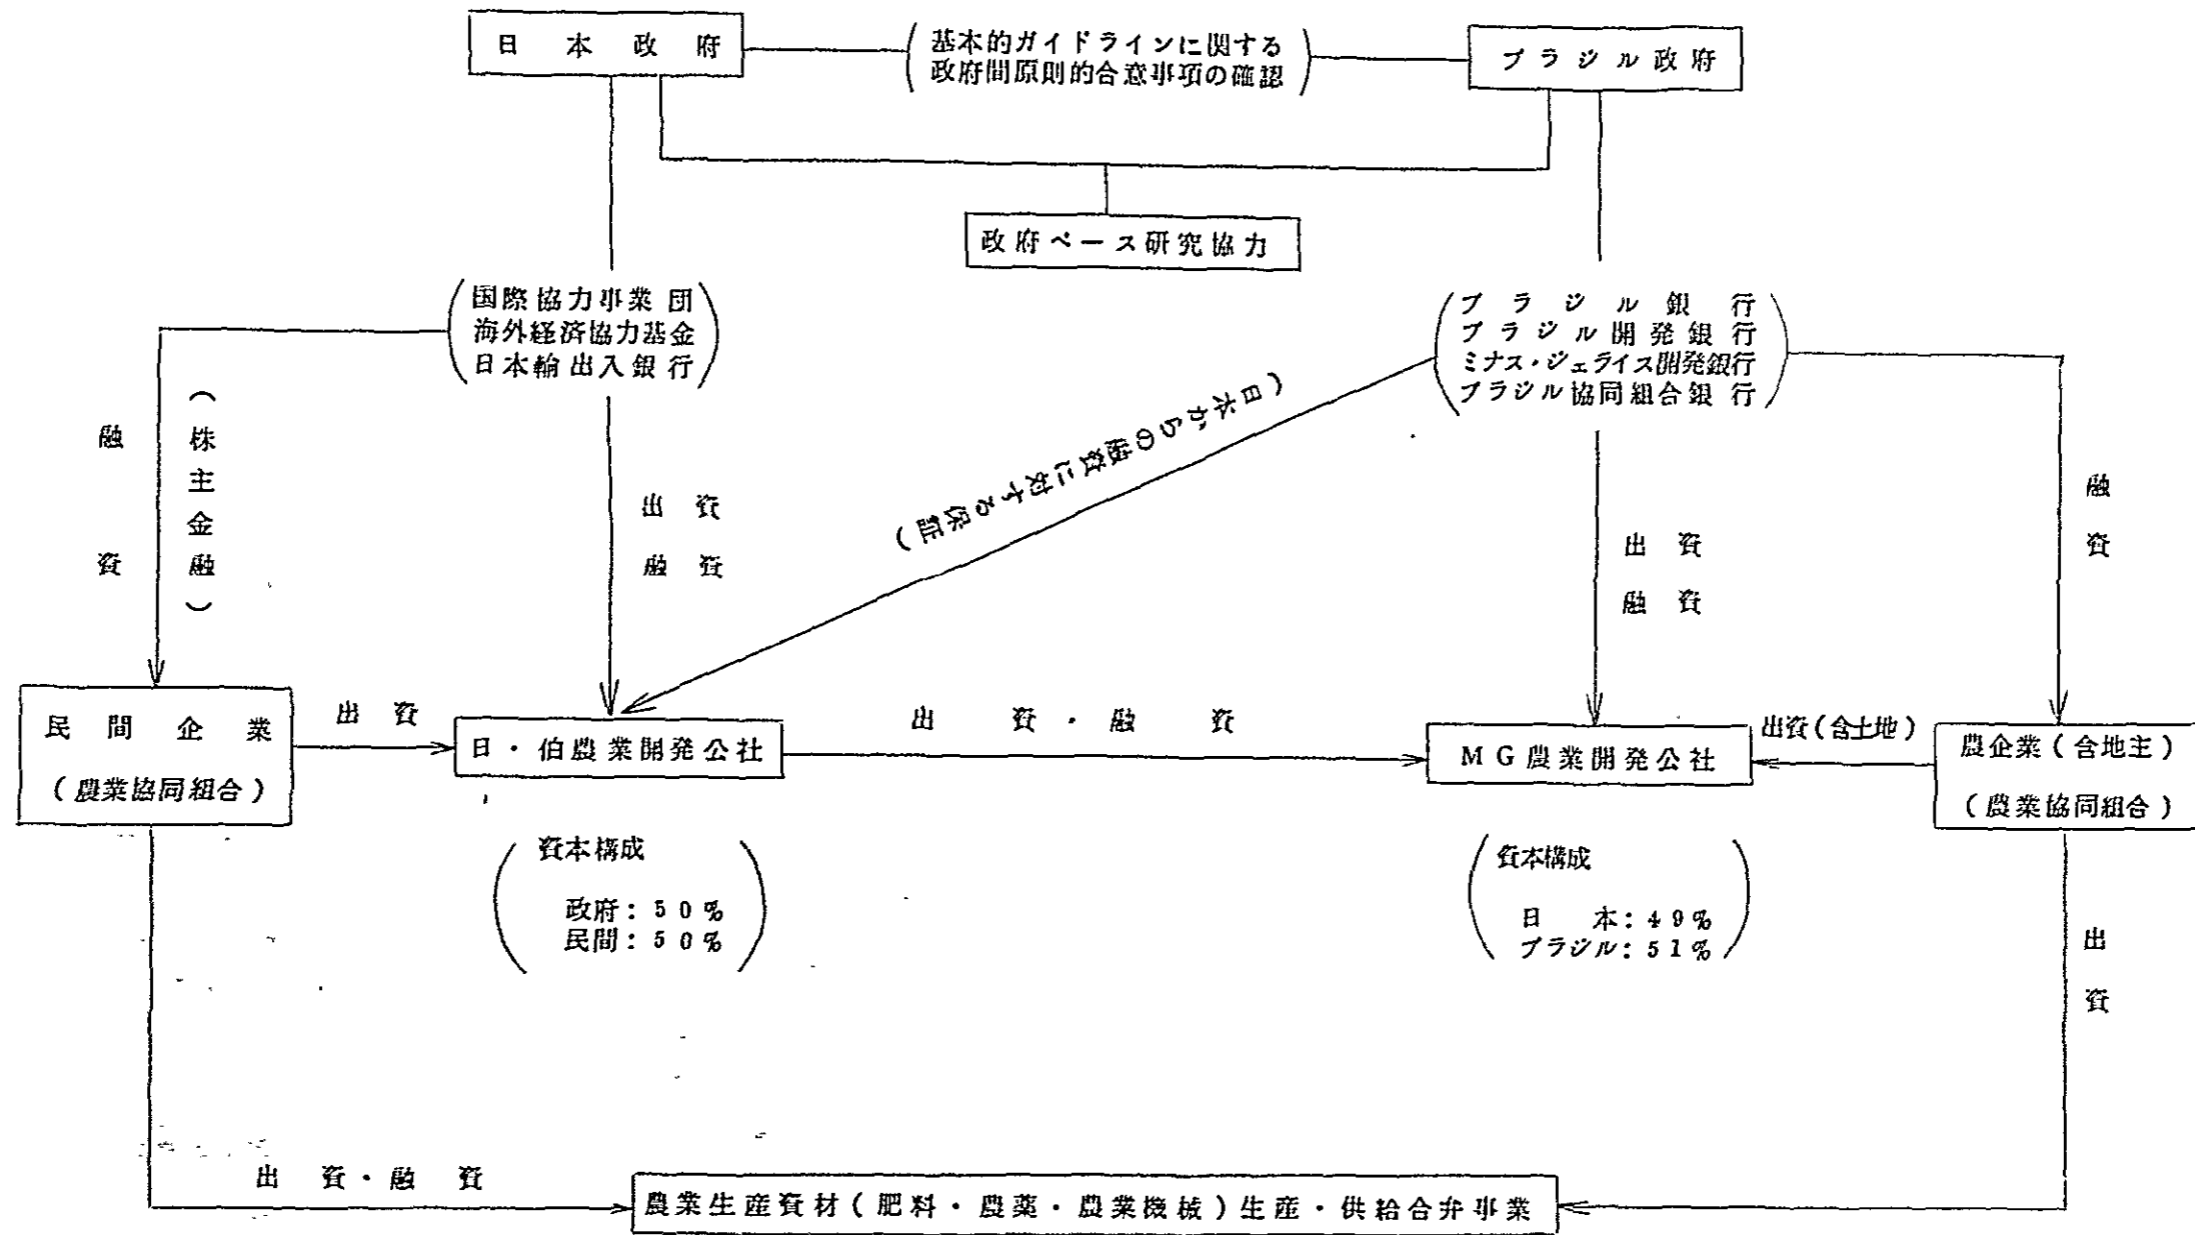 日本政府
基本的ガイドラインに関する
政府間原則的合意事項の確認
ブラジル政府
政府ベース研究協力
国際協力事業団
海外経済協力基金
日本輸出入銀行
ブラジル銀行
ブラジル開発銀行
ミナス・ジェライス開発銀行
ブラジル協同組合銀行
融資
(株主金融)
出資
融資
(日本からの融資に対する保証)
出資
融資
融資
民間企業
(農業協同組合)
出資
日・伯農業開発公社
出資・融資
MG農業開発公社
出資(含土地)
農企業(含地主)
(農業協同組合)
資本構成
政府:50%
民間:50%
資本構成
日本:49%
ブラジル:51%
出資
出資・融資
農業生産資材(肥料・農薬・農業機械)生産・供給合弁事業